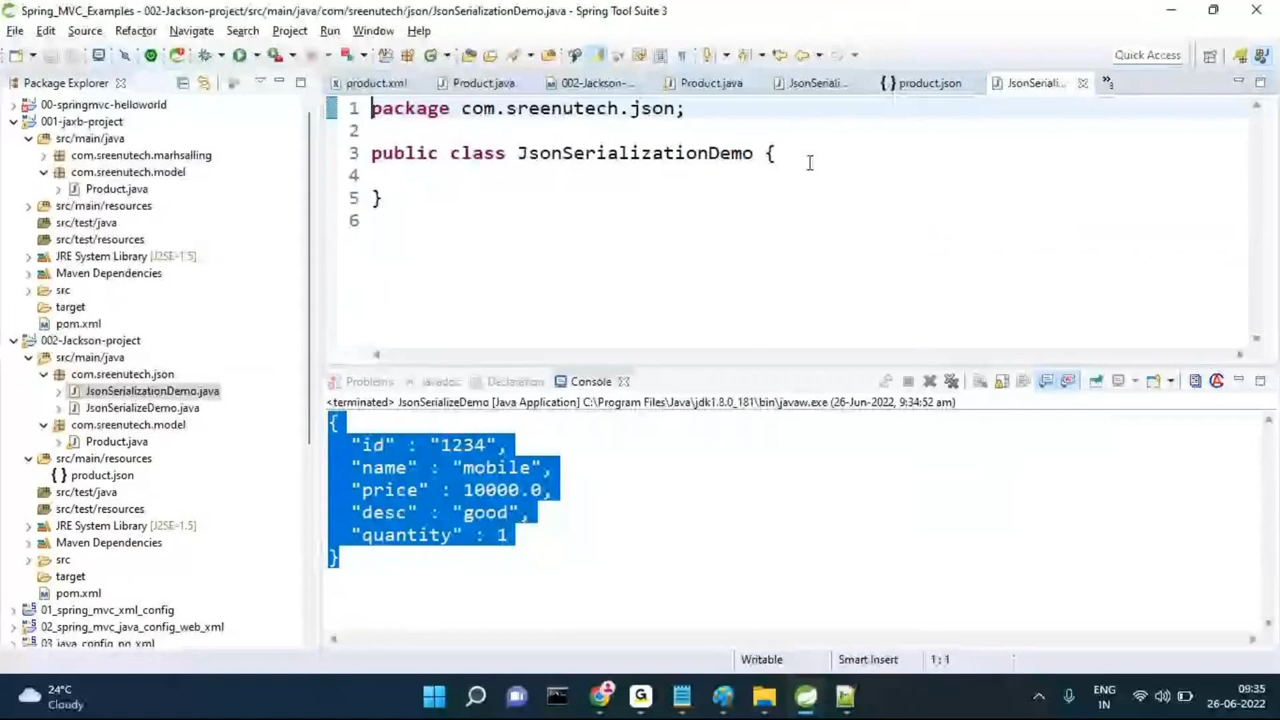 Spring_MVC_Examples - 002-Jackson-project/src/main/java/com/sreenutech/json/JsonSerializationDemo.java - Spring Tool Suite 3
File Edit Source Refactor Navigate Search Project Run Window Help
Quick Access
Package Explorer
product.xml Product.java 002-Jackson-... Product.java JsonSeriali... product.json JsonSeriali...
00-springmvc-helloworld
001-jaxb-project
src/main/java
com.sreenutech.marhsalling
com.sreenutech.model
Product.java
src/main/resources
src/test/java
src/test/resources
JRE System Library [J2SE-1.5]
Maven Dependencies
src
target
pom.xml
002-Jackson-project
src/main/java
com.sreenutech.json
JsonSerializationDemo.java
JsonSerializeDemo.java
com.sreenutech.model
Product.java
src/main/resources
product.json
src/test/java
src/test/resources
JRE System Library [J2SE-1.5]
Maven Dependencies
src
target
pom.xml
01_spring_mvc_xml_config
02_spring_mvc_java_config_web_xml
1 package com.sreenutech.json;
2
3 public class JsonSerializationDemo {
4
5 }
6
Problems Javadoc Declaration Console
<terminated> JsonSerializeDemo [Java Application] C:\Program Files\Java\jdk1.8.0_181\bin\javaw.exe (26-Jun-2022, 9:34:52 am)
{
"id" : "1234",
"name" : "mobile",
"price" : 10000.0,
"desc" : "good",
"quantity" : 1
}
Writable Smart Insert 1 : 1
24°C
Cloudy
ENG
IN
09:35
26-06-2022